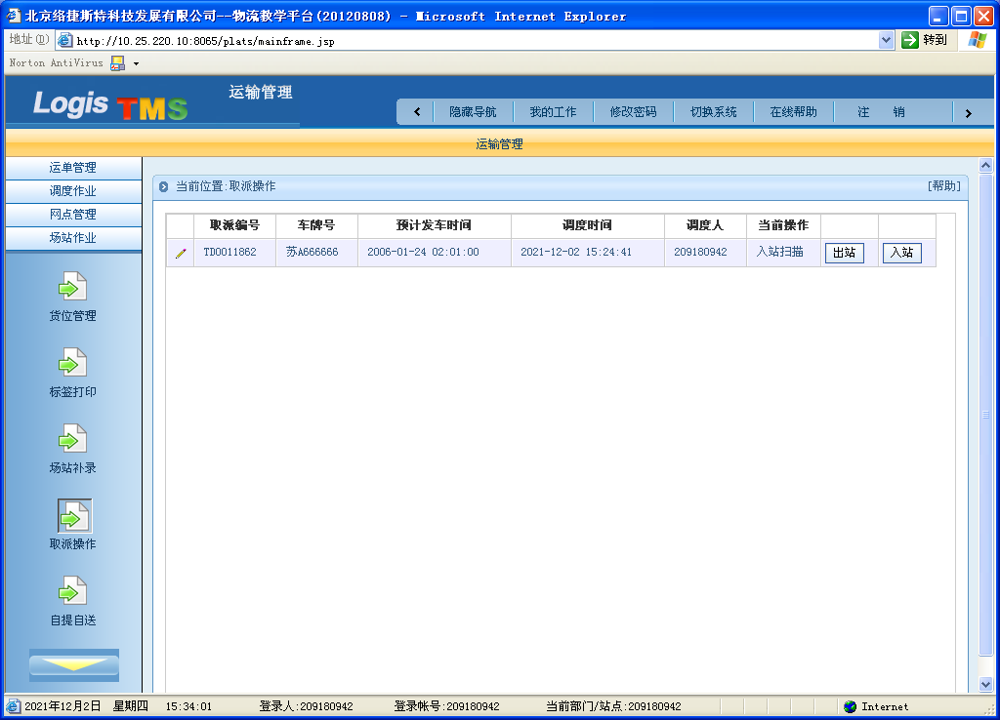 北京络捷斯特科技发展有限公司--物流教学平台(20120808) - Microsoft Internet Explorer
地址(D) http://10.25.220.10:8065/plats/mainframe.jsp 转到
Norton AntiVirus
Logis TMS 运输管理
隐藏导航 我的工作 修改密码 切换系统 在线帮助 注 销
运输管理
运单管理
调度作业
网点管理
场站作业
货位管理
标签打印
场站补录
取派操作
自提自送
当前位置:取派操作 [帮助]
取派编号 车牌号 预计发车时间 调度时间 调度人 当前操作
TD0011862 苏A666666 2006-01-24 02:01:00 2021-12-02 15:24:41 209180942 入站扫描 出站 入站
2021年12月2日 星期四 15:34:01 登录人:209180942 登录帐号:209180942 当前部门/站点:209180942 Internet